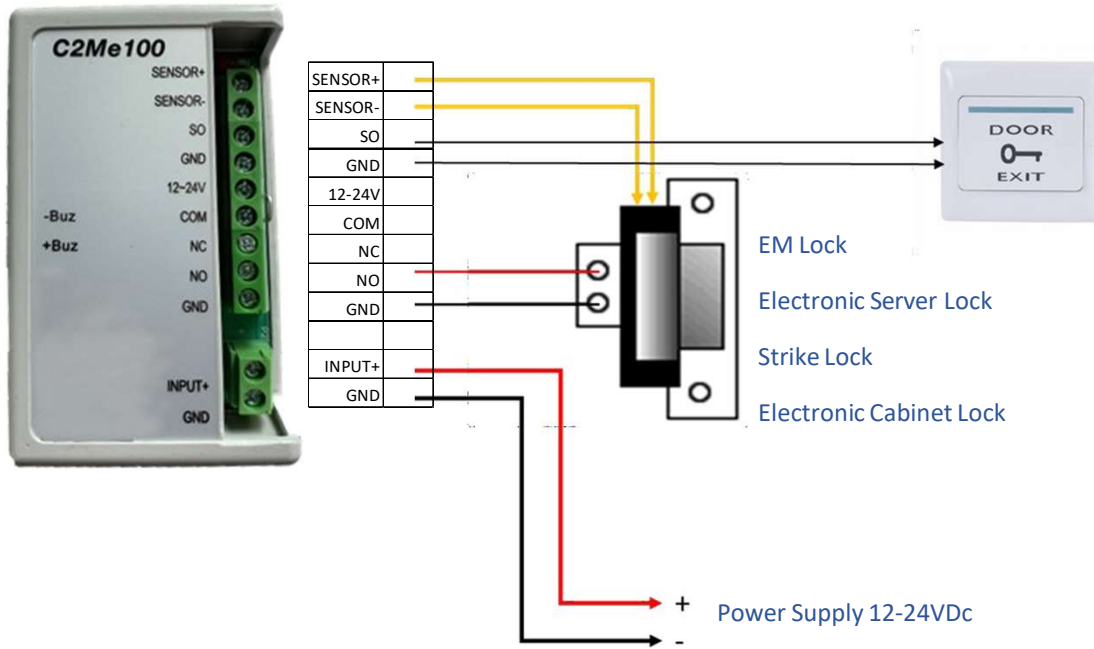 C2Me100
SENSOR+
SENSOR-
SO
GND
12~24V
-Buz COM
+Buz NC
NO
GND
INPUT+
GND
SENSOR+
SENSOR-
SO
GND
12-24V
COM
NC
NO
GND
INPUT+
GND
DOOR
EXIT
EM Lock
Electronic Server Lock
Strike Lock
Electronic Cabinet Lock
+ Power Supply 12-24VDc
-